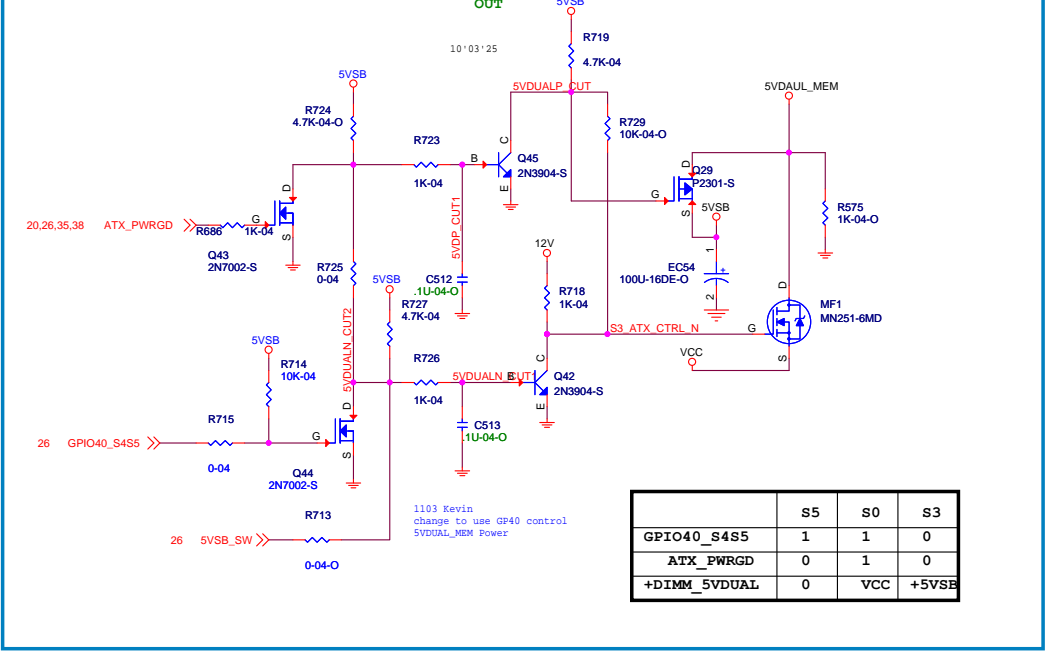 OUT
5VSB
R719
4.7K-04
10'03'25
5VSB
5VDUALP_CUT
5VDAUL_MEM
R724
4.7K-04-O
R723
R729
10K-04-O
C
B
Q45
2N3904-S
1K-04
E
D
Q29
P2301-S
G
S
5VSB
D
20,26,35,38 ATX_PWRGD
R686
1K-04
G
S
5VDP_CUT1
R575
1K-04-O
Q43
2N7002-S
12V
1
R725
0-04
5VSB
C512
.1U-04-O
EC54
100U-16DE-O
2
R718
1K-04
D
R727
4.7K-04
MF1
MN251-6MD
S3_ATX_CTRL_N
G
5VDUALN_CUT2
5VSB
R714
10K-04
R726
C
VCC
S
5VDUALN_CUT1
B
Q42
2N3904-S
1K-04
E
D
R715
C513
.1U-04-O
26 GPIO40_S4S5
G
S
0-04
Q44
2N7002-S
R713
1103 Kevin
change to use GP40 control
5VDUAL_MEM Power
26 5VSB_SW
0-04-O
S5 S0 S3
GPIO40_S4S5 1 1 0
ATX_PWRGD 0 1 0
+DIMM_5VDUAL 0 VCC +5VSB